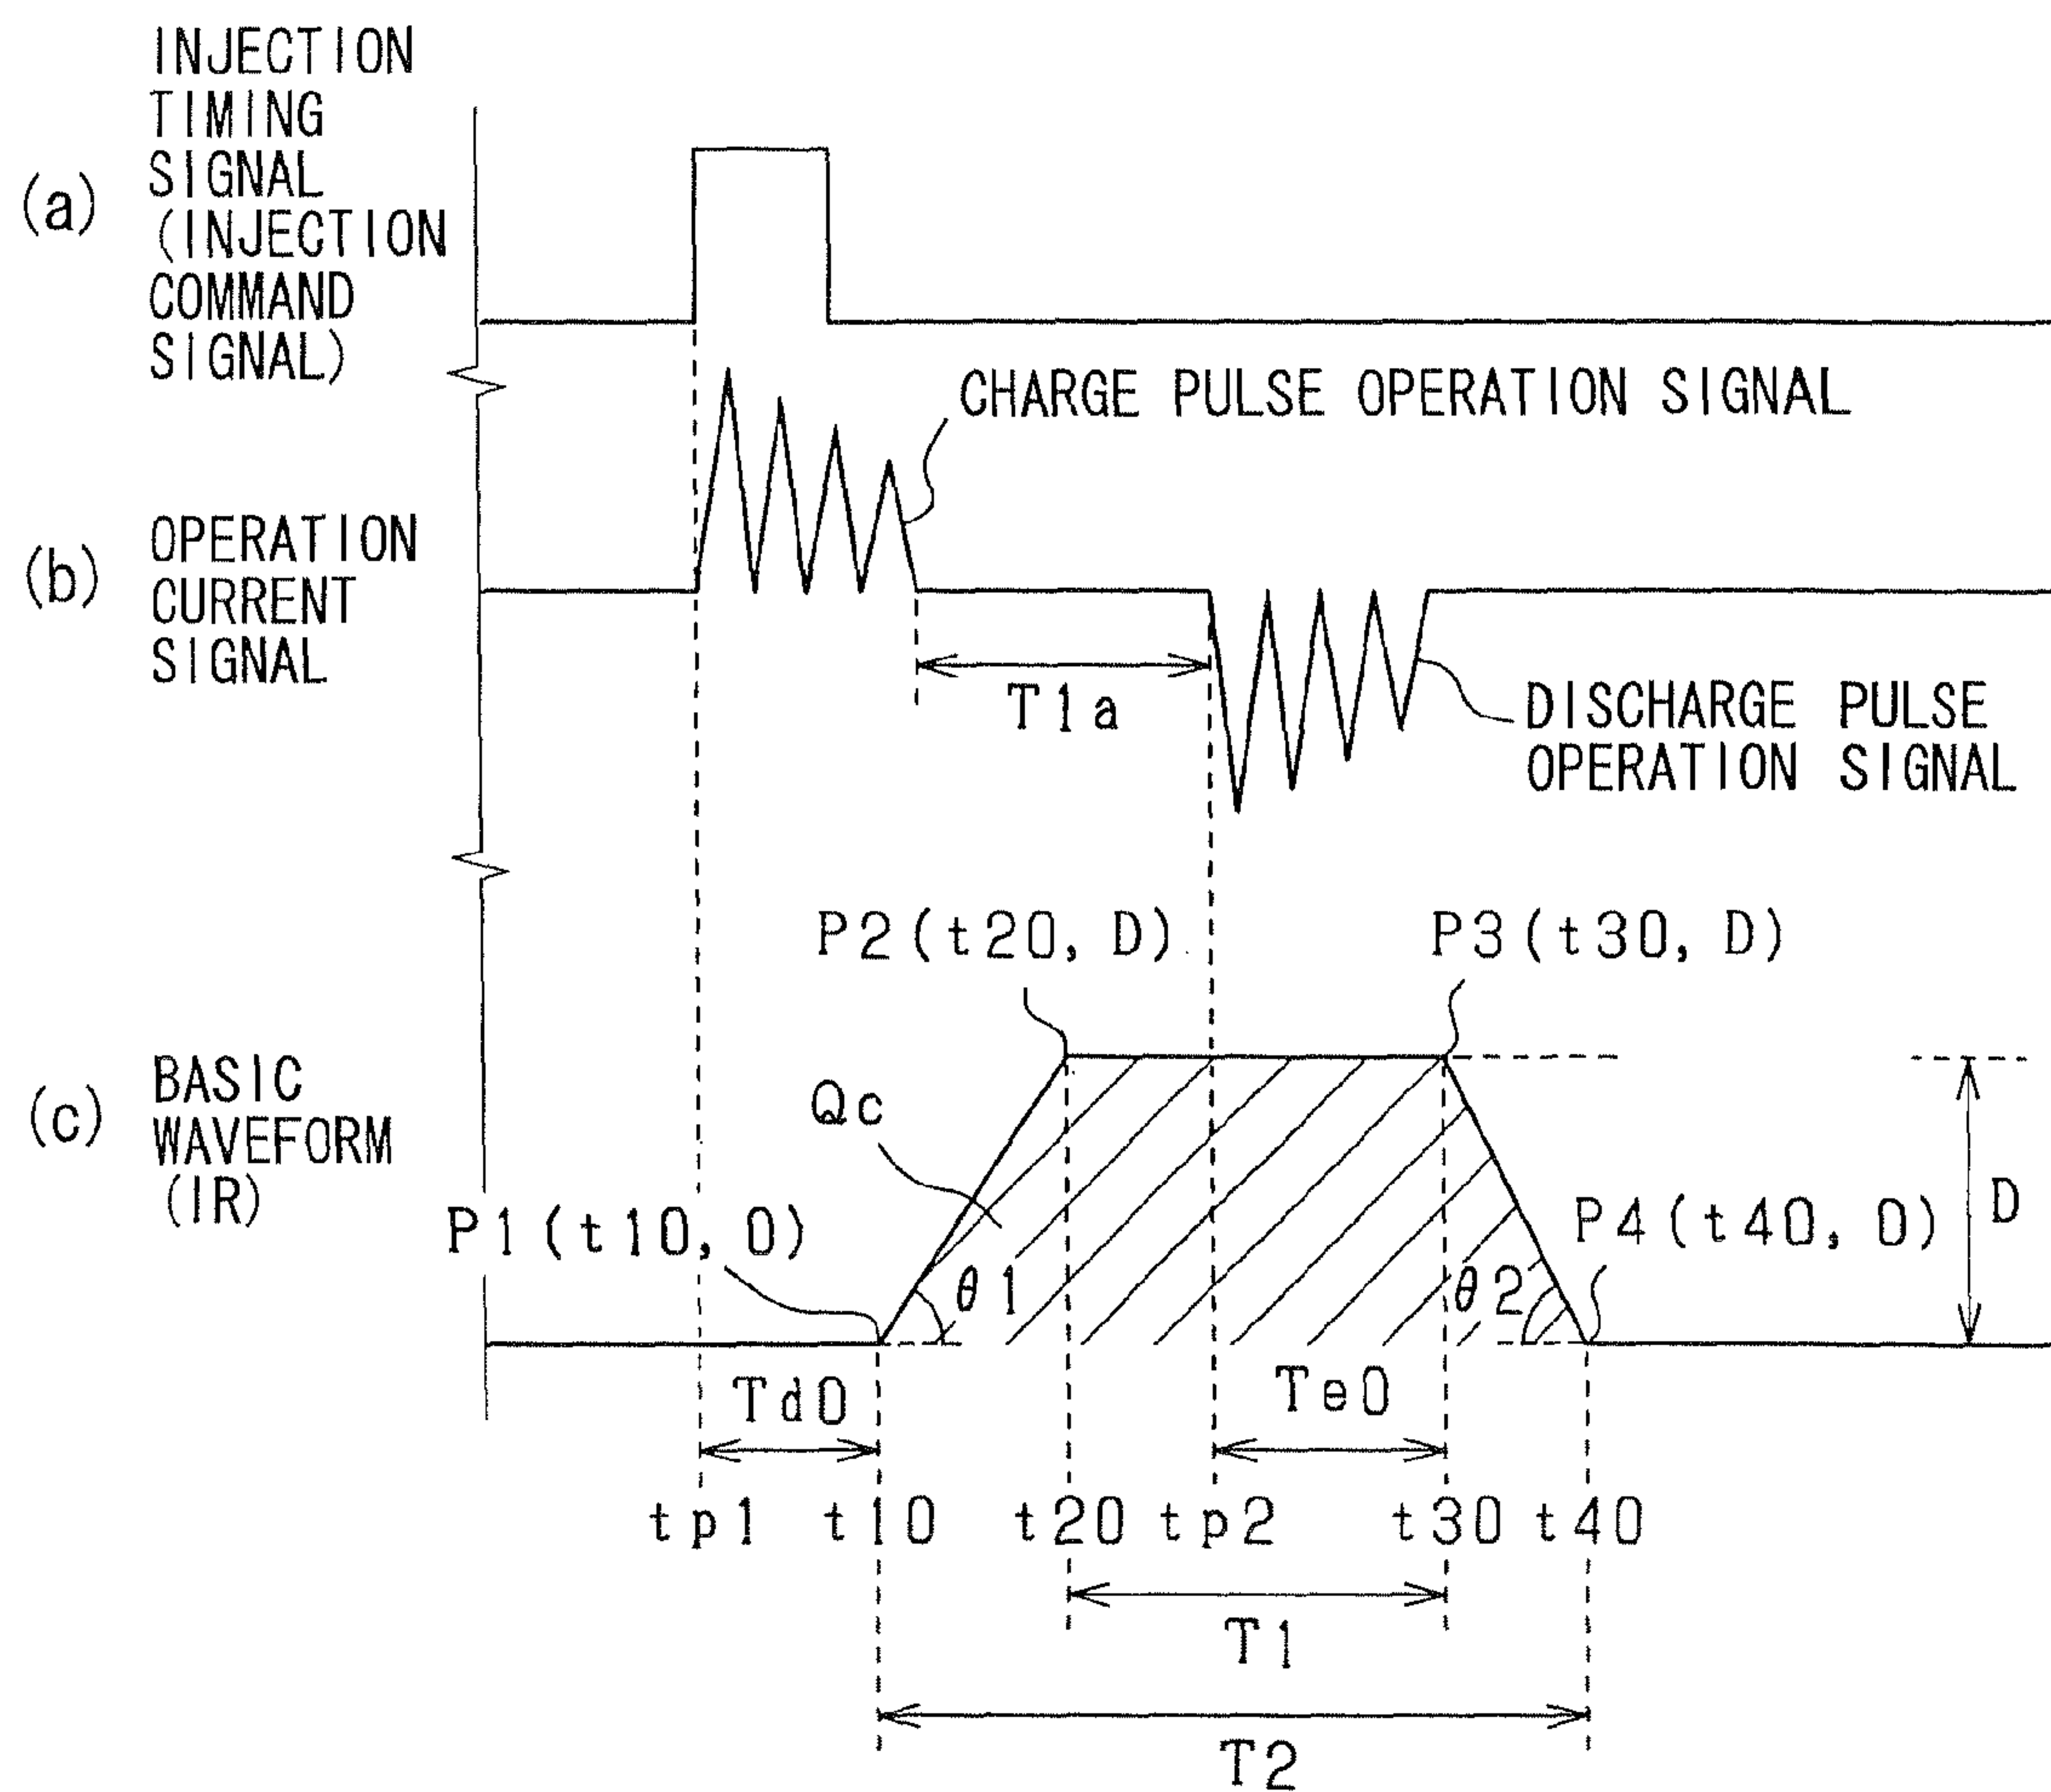 (a)
INJECTION
TIMING
SIGNAL
(INJECTION
COMMAND
SIGNAL)
CHARGE PULSE OPERATION SIGNAL
(b)
OPERATION
CURRENT
SIGNAL
T1a
DISCHARGE PULSE
OPERATION SIGNAL
P2(t20, D)
P3(t30, D)
(c)
BASIC
WAVEFORM
(IR)
Qc
D
P1(t10, 0)
P4(t40, 0)
θ1
θ2
Td0
Te0
tp1 t10 t20 tp2 t30 t40
T1
T2